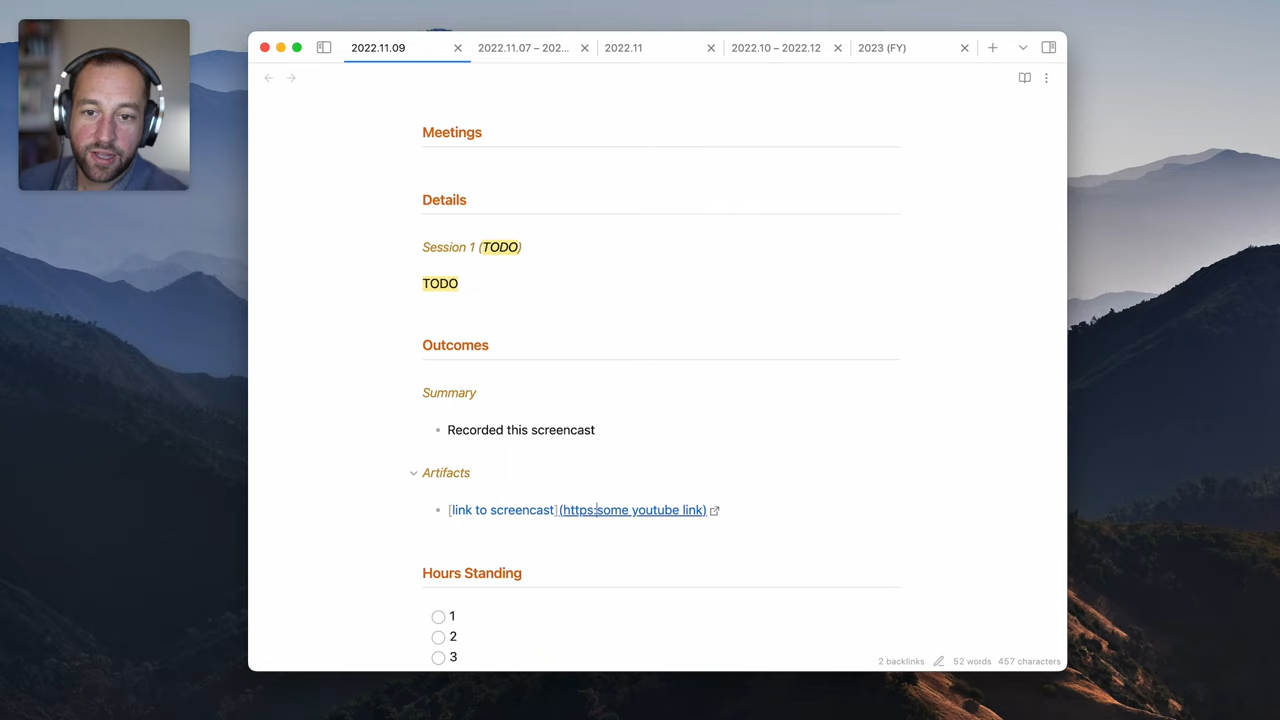 2022.11.09
2022.11.07 – 202...
2022.11
2022.10 – 2022.12
2023 (FY)
Meetings
Details
Session 1 (TODO)
TODO
Outcomes
Summary
Recorded this screencast
Artifacts
[link to screencast](https:some youtube link)
Hours Standing
1
2
3
2 backlinks 52 words 457 characters